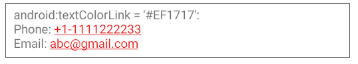 android:textColorLink = '#EF1717':
Phone: +1-1111222233
Email: abc@gmail.com